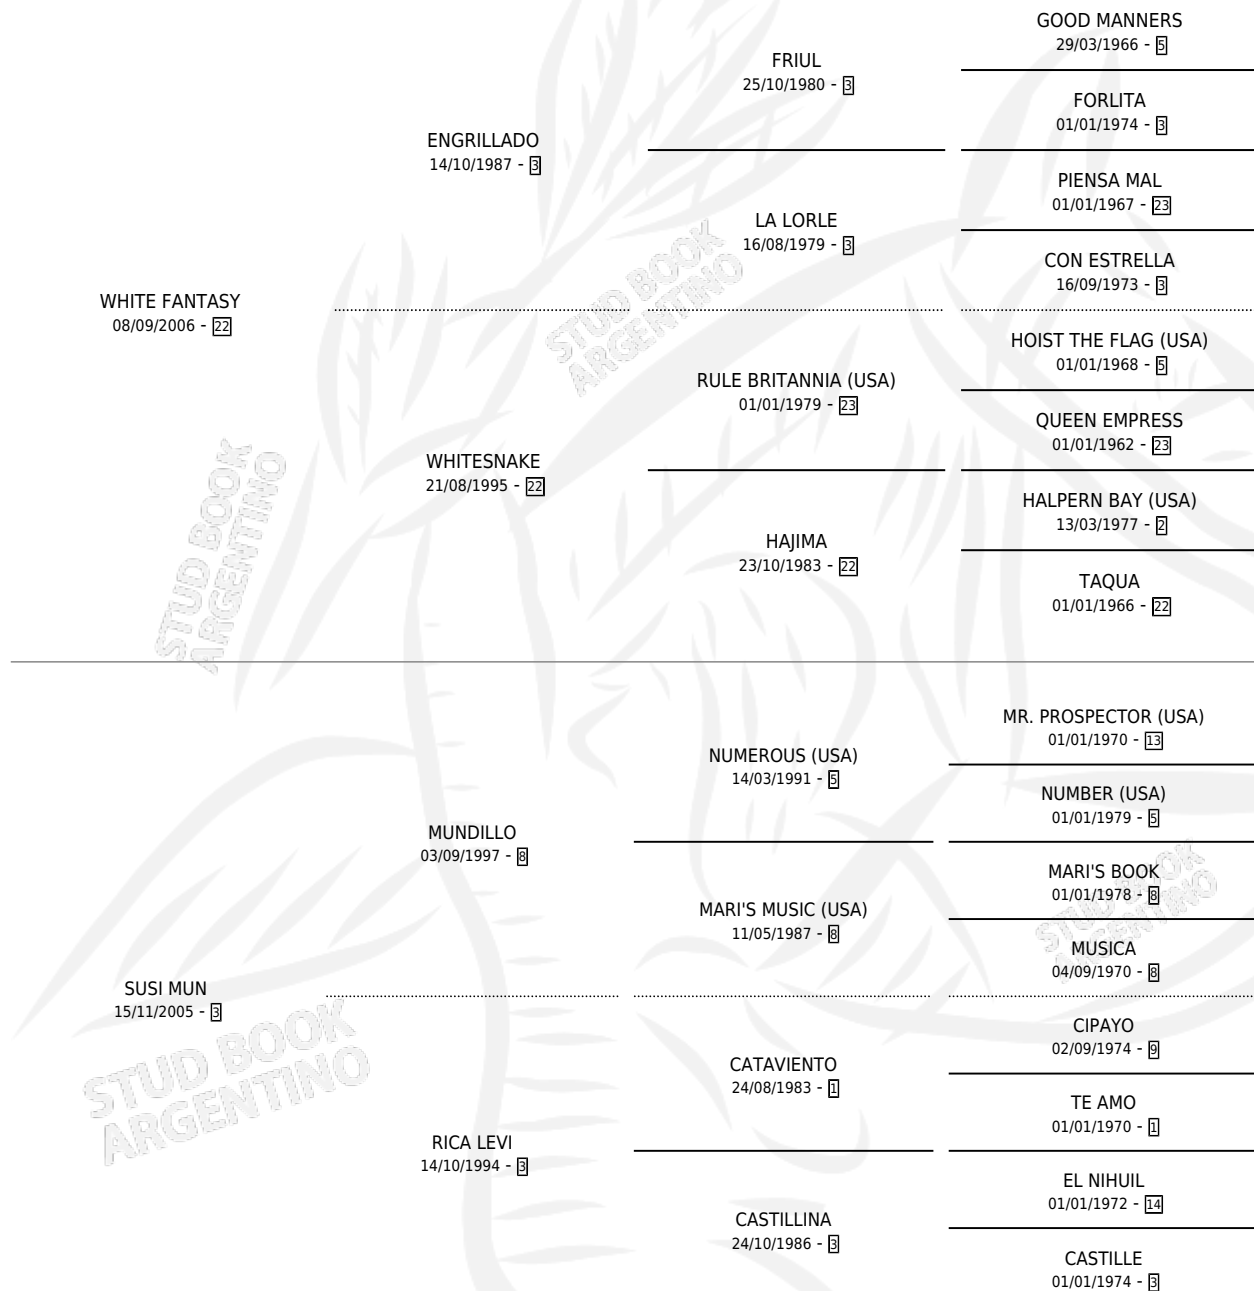 GOOD MANNERS
29/03/1966 - 5
FRIUL
25/10/1980 - 3
FORLITA
01/01/1974 - 3
ENGRILLADO
14/10/1987 - 3
PIENSA MAL
01/01/1967 - 23
LA LORLE
16/08/1979 - 3
CON ESTRELLA
16/09/1973 - 3
WHITE FANTASY
08/09/2006 - 22
HOIST THE FLAG (USA)
01/01/1968 - 5
RULE BRITANNIA (USA)
01/01/1979 - 23
QUEEN EMPRESS
01/01/1962 - 23
WHITESNAKE
21/08/1995 - 22
HALPERN BAY (USA)
13/03/1977 - 2
HAJIMA
23/10/1983 - 22
TAQUA
01/01/1966 - 22
STUD BOOK
ARGENTINO
STUD BOOK
ARGENTINO
MR. PROSPECTOR (USA)
01/01/1970 - 13
NUMEROUS (USA)
14/03/1991 - 5
NUMBER (USA)
01/01/1979 - 5
MUNDILLO
03/09/1997 - 8
MARI'S BOOK
01/01/1978 - 8
MARI'S MUSIC (USA)
11/05/1987 - 8
MUSICA
04/09/1970 - 8
SUSI MUN
15/11/2005 - 3
CIPAYO
02/09/1974 - 9
CATAVIENTO
24/08/1983 - 1
TE AMO
01/01/1970 - 1
RICA LEVI
14/10/1994 - 3
EL NIHUIL
01/01/1972 - 14
CASTILLINA
24/10/1986 - 3
CASTILLE
01/01/1974 - 3
STUD BOOK
ARGENTINO
STUD BOOK
ARGENTINO